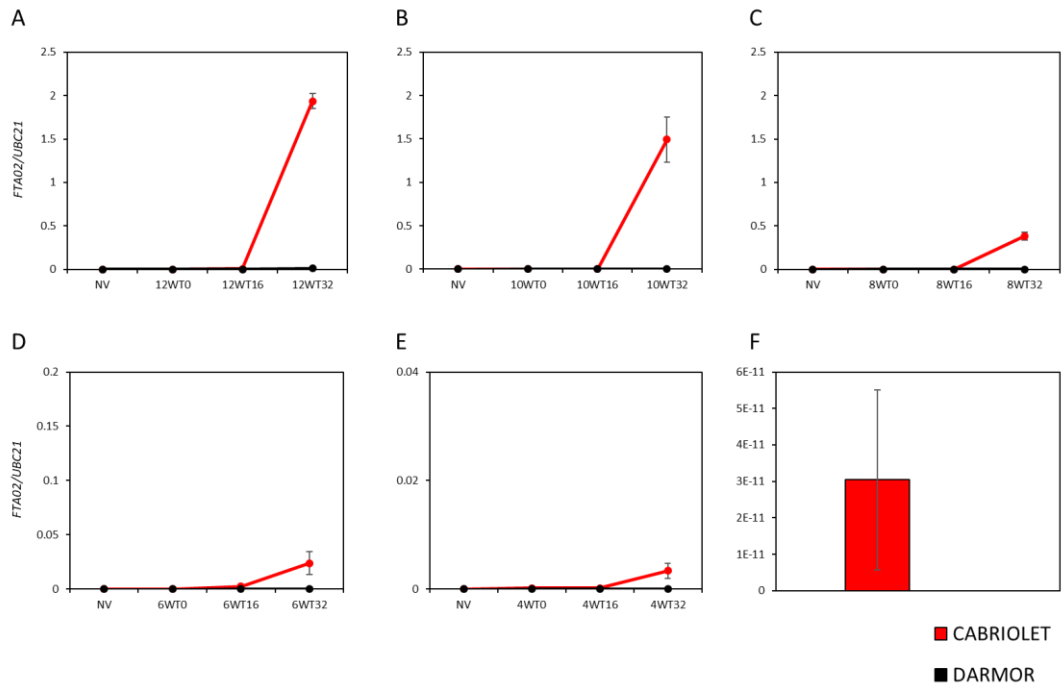 A
B
C
FTA02/UBC21
2.5
2
1.5
1
0.5
0
NV 12WT0 12WT16 12WT32
2.5
2
1.5
1
0.5
0
NV 10WT0 10WT16 10WT32
2.5
2
1.5
1
0.5
0
NV 8WT0 8WT16 8WT32
D
E
F
FTA02/UBC21
0.2
0.15
0.1
0.05
0
NV 6WT0 6WT16 6WT32
0.04
0.02
0
NV 4WT0 4WT16 4WT32
6E-11
5E-11
4E-11
3E-11
2E-11
1E-11
0
CABRIOLET
DARMOR